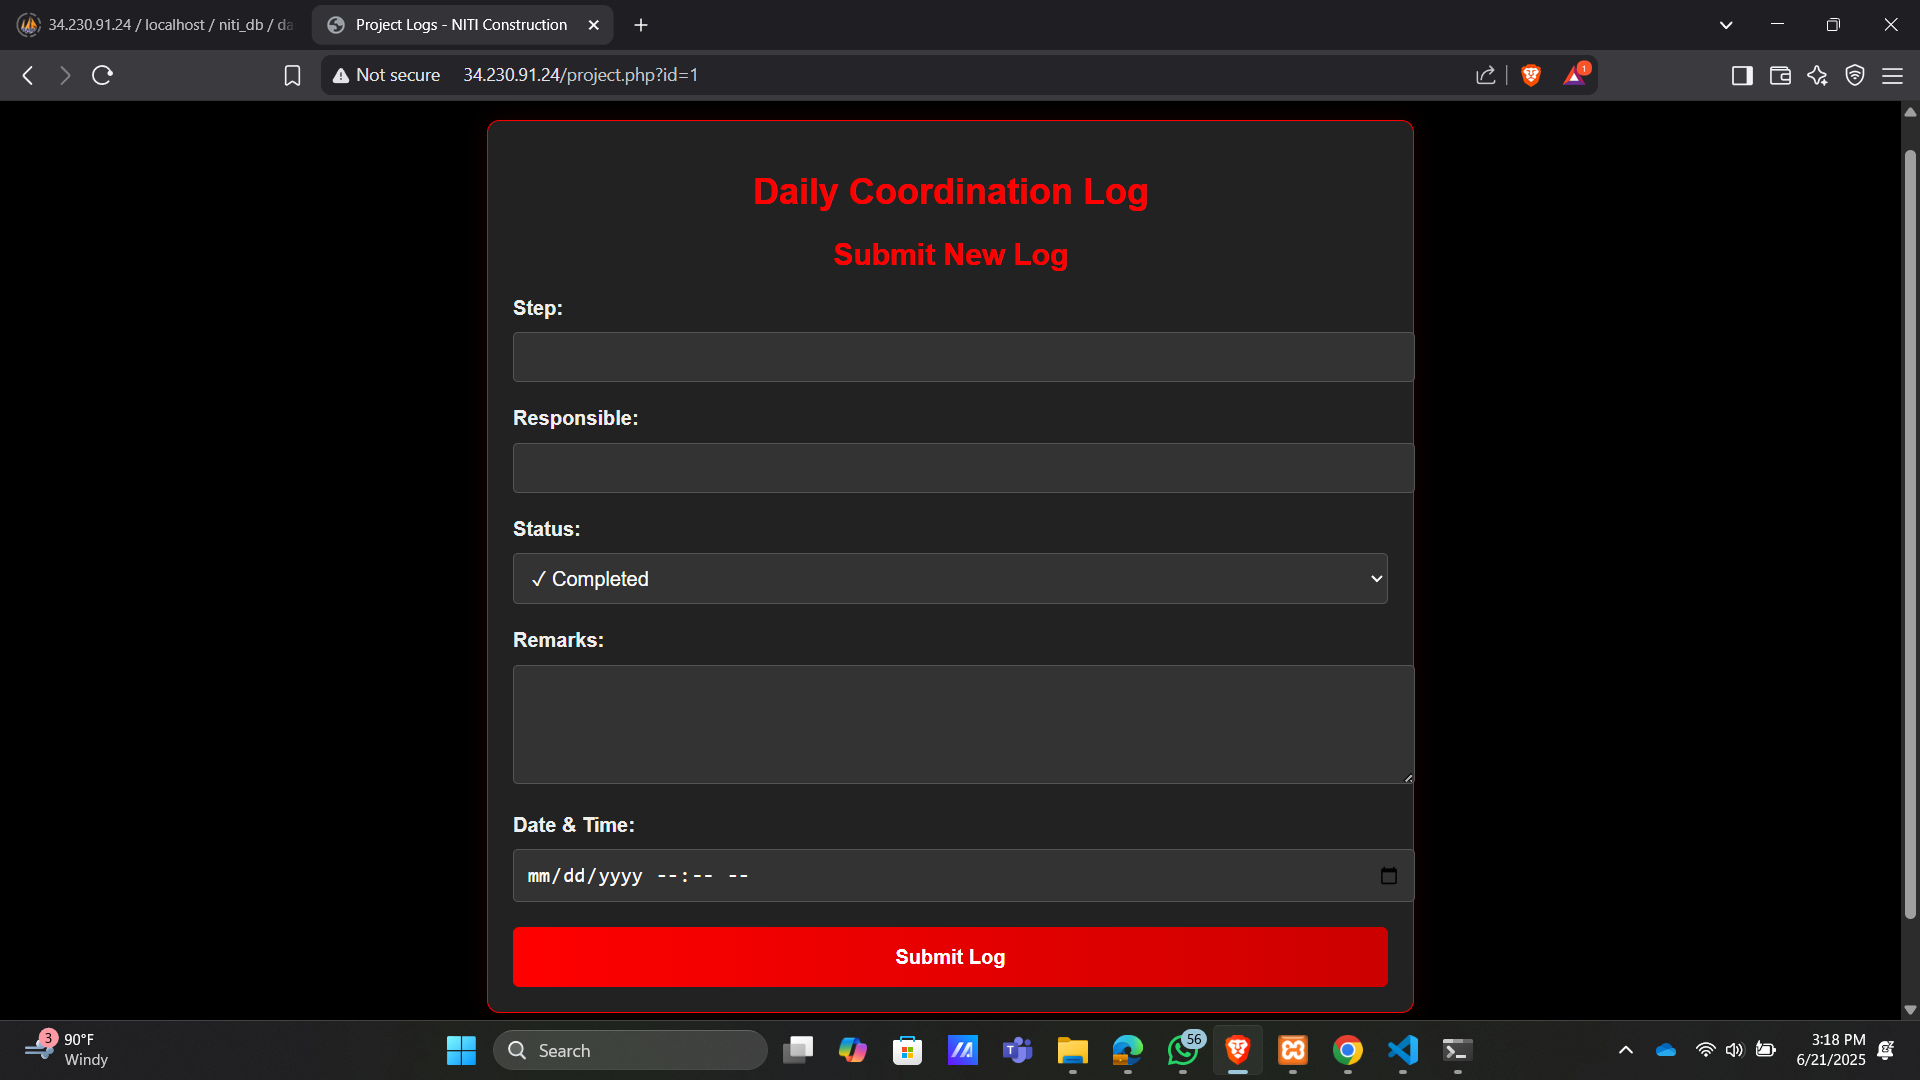 34.230.91.24 / localhost / niti_db / da
Project Logs - NITI Construction
Not secure 34.230.91.24/project.php?id=1
1
Daily Coordination Log
Submit New Log
Step:
Responsible:
Status:
✓ Completed
Remarks:
Date & Time:
mm/dd/yyyy --:-- --
Submit Log
3
90°F
Windy
Search
56
3:18 PM
6/21/2025